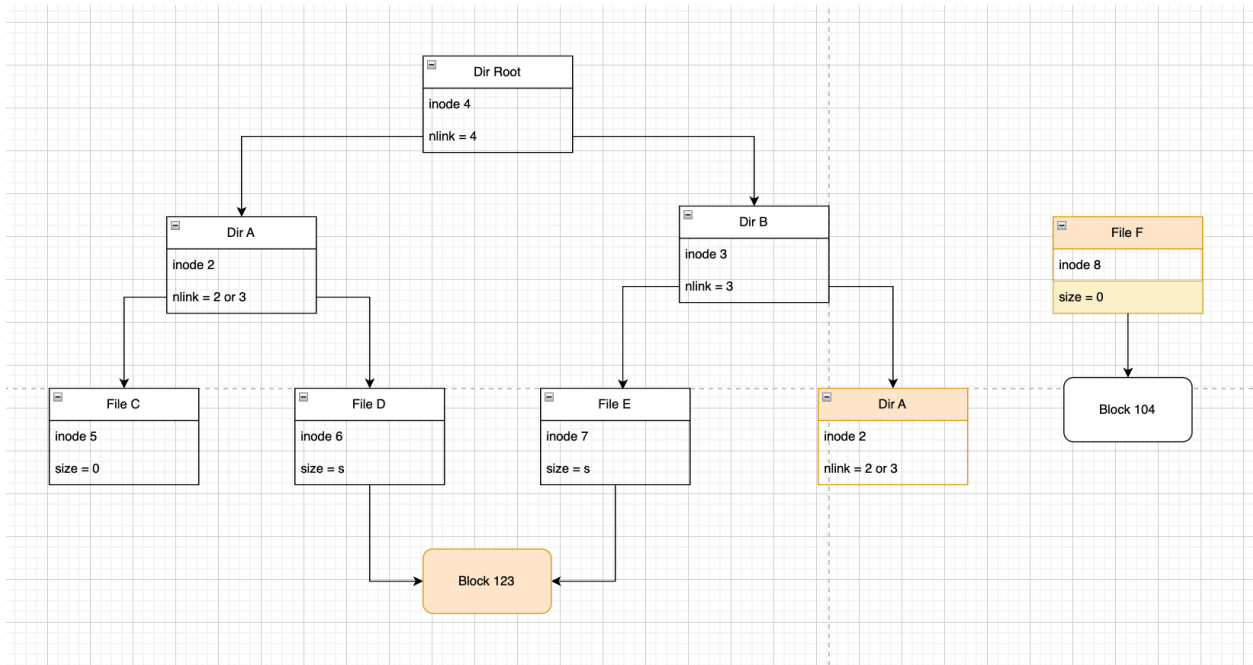 Dir Root
inode 4
nlink = 4
Dir A
inode 2
nlink = 2 or 3
Dir B
inode 3
nlink = 3
File F
inode 8
size = 0
File C
inode 5
size = 0
File D
inode 6
size = s
File E
inode 7
size = s
Dir A
inode 2
nlink = 2 or 3
Block 104
Block 123